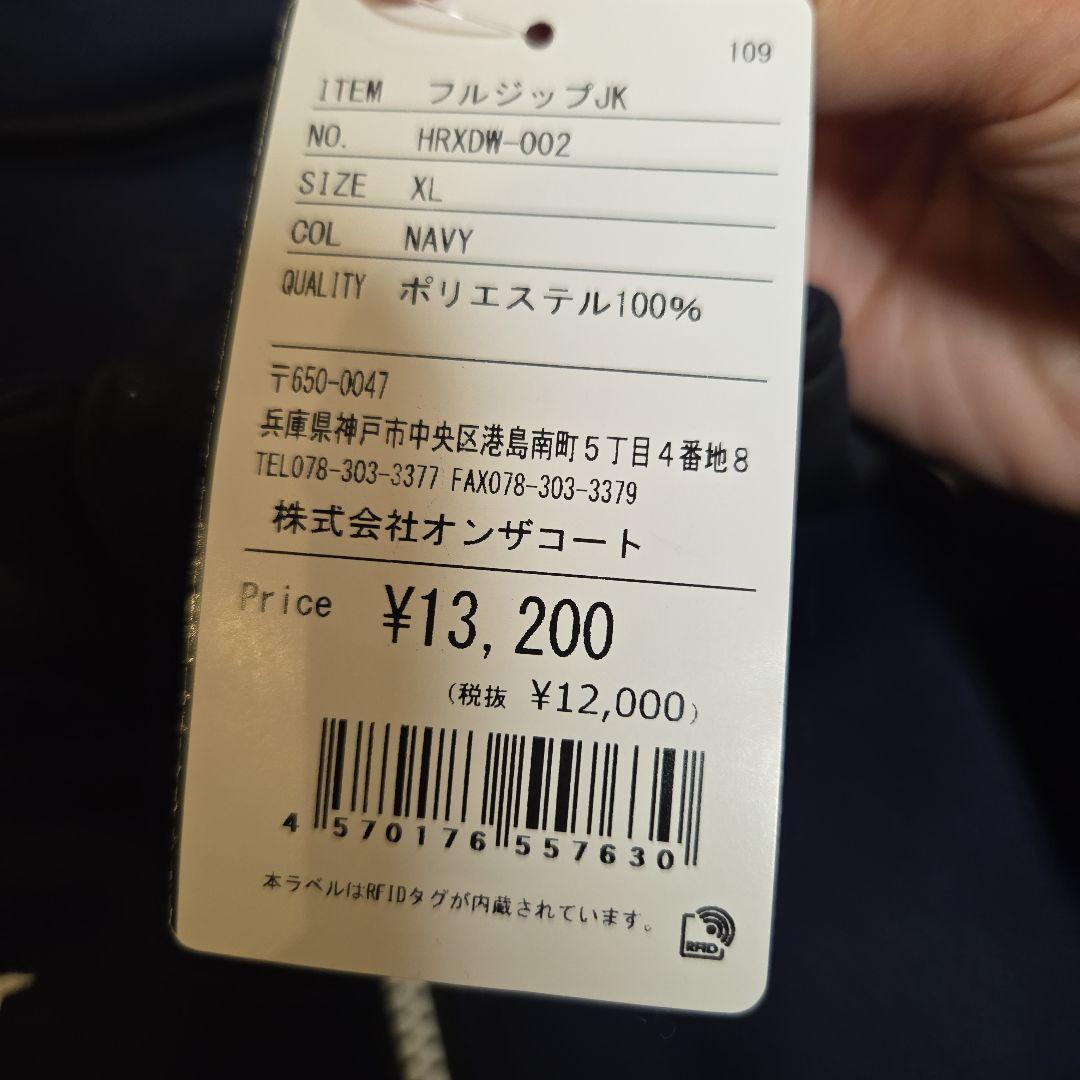 109
ITEM フルジップJK
NO. HRXDW-002
SIZE XL
COL NAVY
QUALITY ポリエステル100%
〒650-0047
兵庫県神戸市中央区港島南町5丁目4番地8
TEL078-303-3377 FAX078-303-3379
株式会社オンザコート
Price ¥13,200
(税抜 ¥12,000)
4 570176 557630
本ラベルはRFIDタグが内蔵されています。
RFID